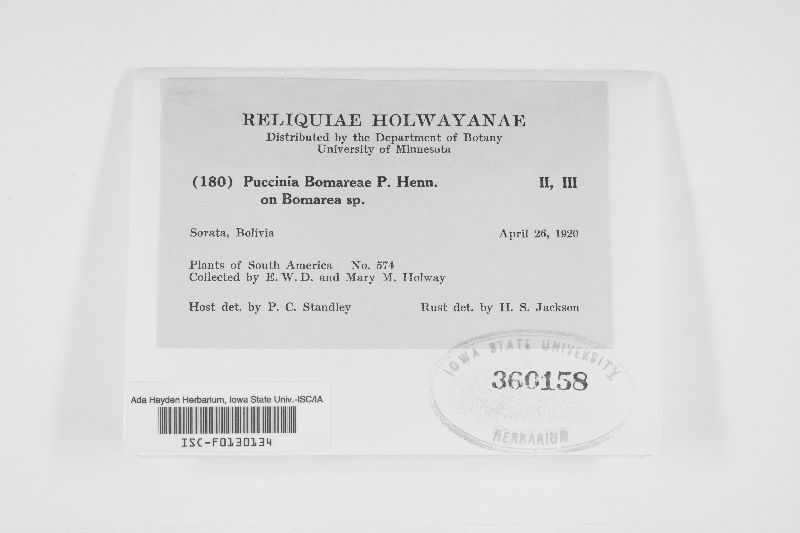 RELIQUIAE HOLWAYANAE
Distributed by the Department of Botany
University of Minnesota
(180) Puccinia Bomareae P. Henn. II, III
on Bomarea sp.
Sorata, Bolivia April 26, 1920
Plants of South America No. 574
Collected by E. W. D. and Mary M. Holway
Host det. by P. C. Standley Rust det. by H. S. Jackson
IOWA STATE UNIVERSITY
360158
HERBARIUM
Ada Hayden Herbarium, Iowa State Univ.-ISC/IA
ISC-F0130134